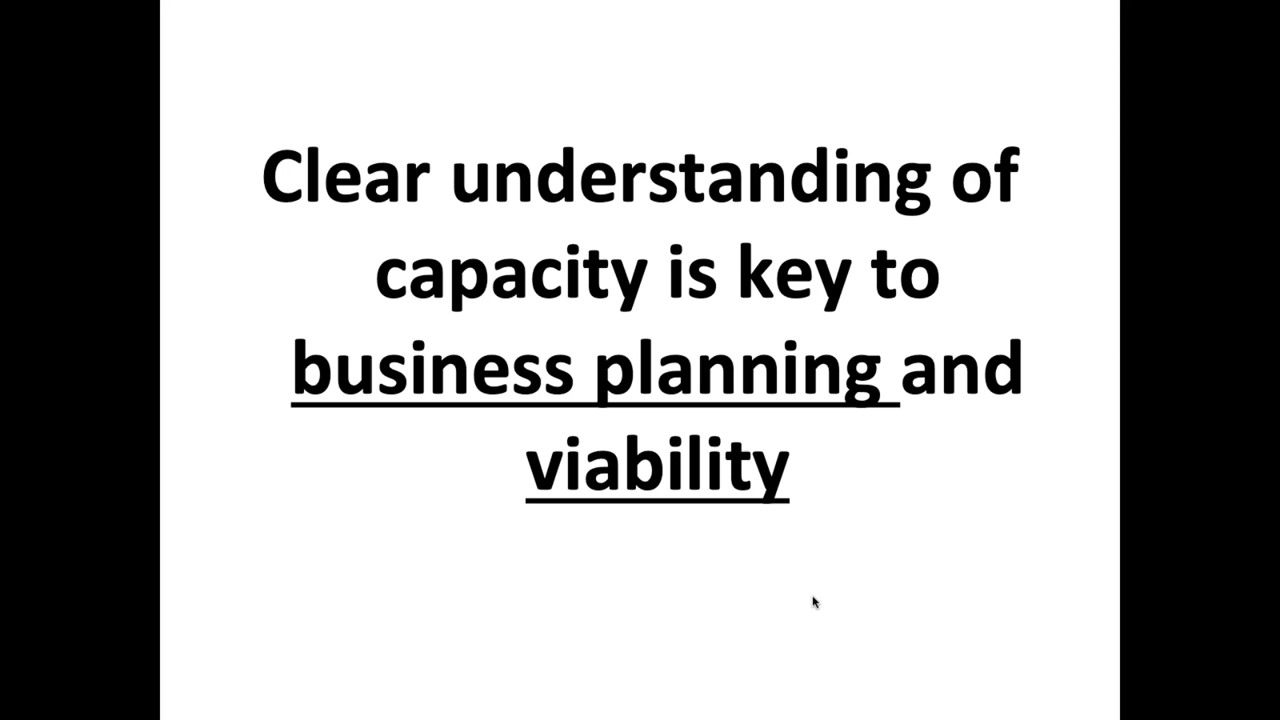 Clear understanding of
capacity is key to
business planning and
viability